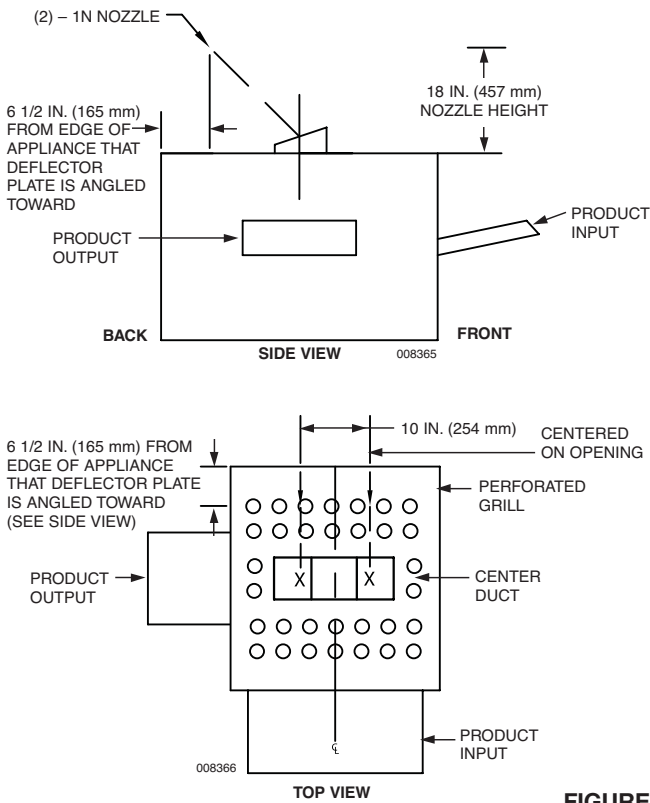 (2) – 1N NOZZLE
18 IN. (457 mm)
NOZZLE HEIGHT
6 1/2 IN. (165 mm)
FROM EDGE OF
APPLIANCE THAT
DEFLECTOR
PLATE IS ANGLED
TOWARD
PRODUCT
INPUT
PRODUCT
OUTPUT
BACK
FRONT
SIDE VIEW
008365
10 IN. (254 mm)
CENTERED
ON OPENING
6 1/2 IN. (165 mm) FROM
EDGE OF APPLIANCE
THAT DEFLECTOR PLATE
IS ANGLED TOWARD
(SEE SIDE VIEW)
PERFORATED
GRILL
PRODUCT
OUTPUT
X X
CENTER
DUCT
℄
PRODUCT
INPUT
008366
TOP VIEW
FIGURE